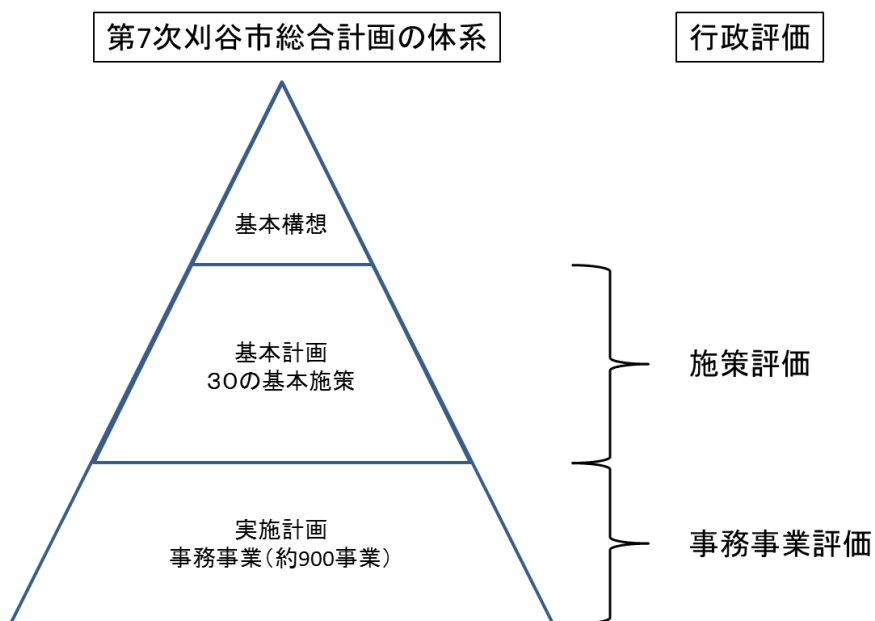 第7次刈谷市総合計画の体系
行政評価
基本構想
基本計画
30の基本施策
施策評価
実施計画
事務事業(約900事業)
事務事業評価